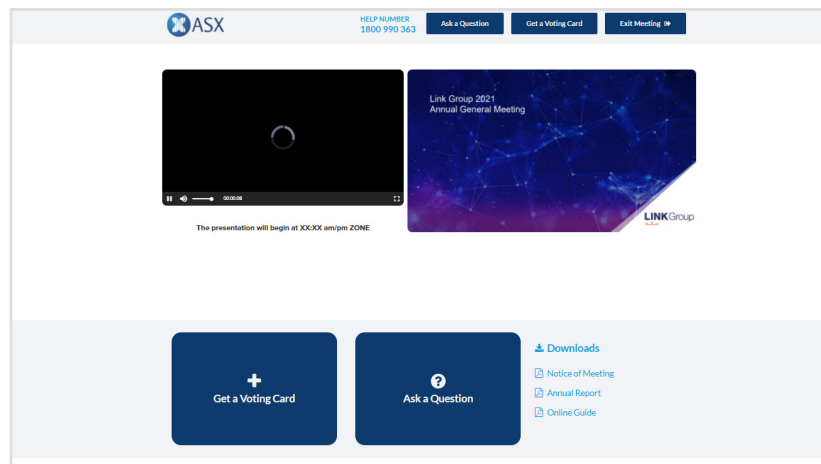 ASX
HELP NUMBER
1800 990 363
Ask a Question
Get a Voting Card
Exit Meeting
Link Group 2021
Annual General Meeting
00:00:08
LINKGroup
The presentation will begin at XX:XX am/pm ZONE
Get a Voting Card
Ask a Question
Downloads
Notice of Meeting
Annual Report
Online Guide